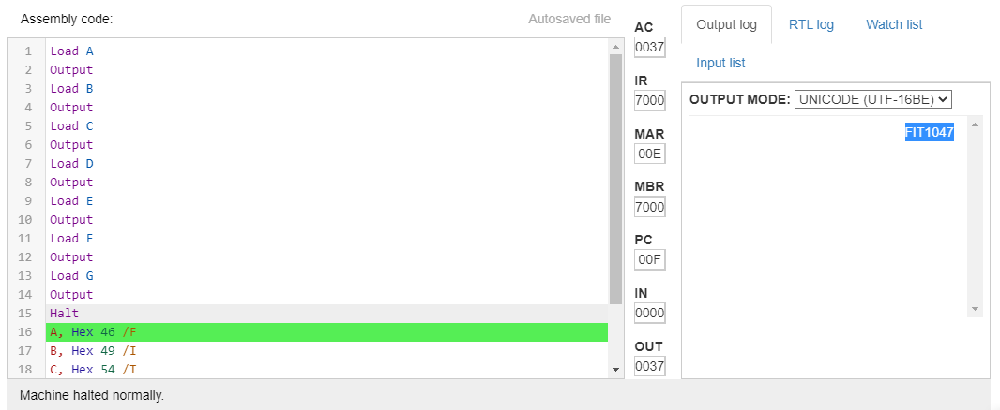 Assembly code:
Autosaved file
1 Load A
2 Output
3 Load B
4 Output
5 Load C
6 Output
7 Load D
8 Output
9 Load E
10 Output
11 Load F
12 Output
13 Load G
14 Output
15 Halt
16 A, Hex 46 /F
17 B, Hex 49 /I
18 C, Hex 54 /T
Machine halted normally.
AC
0037
IR
7000
MAR
00E
MBR
7000
PC
00F
IN
0000
OUT
0037
Output log RTL log Watch list
Input list
OUTPUT MODE: UNICODE (UTF-16BE)
FIT1047